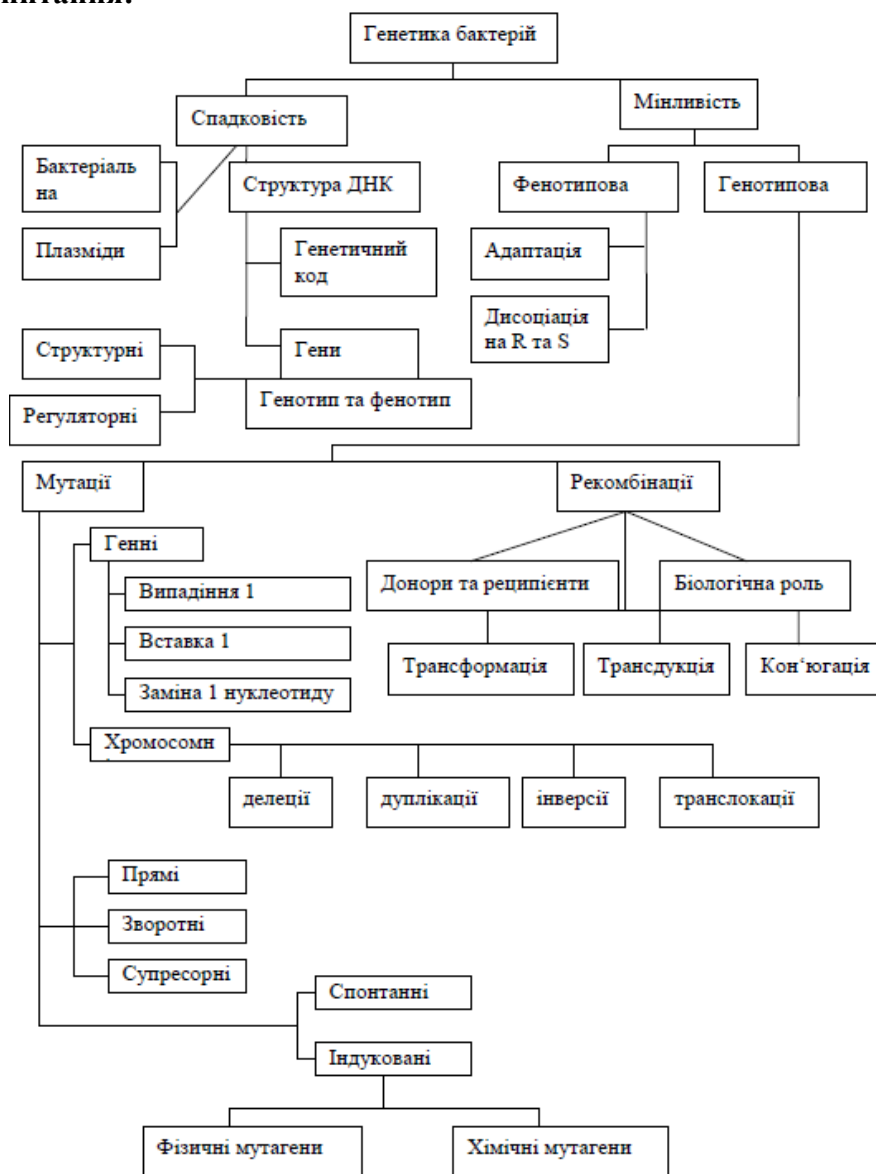 Генетика бактерій
Спадковість
Мінливість
Бактеріаль
на
Структура ДНК
Фенотипова
Генотипова
Плазміди
Генетичний
код
Адаптація
Дисоціація
на R та S
Структурні
Гени
Генотип та фенотип
Регуляторні
Мутації
Рекомбінації
Генні
Донори та реципієнти
Біологічна роль
Випадіння 1
Вставка 1
Трансформація
Трансдукція
Кон‘югація
Заміна 1 нуклеотиду
Хромосомн
делеції
дуплікації
інверсії
транслокації
Прямі
Зворотні
Супресорні
Спонтанні
Індуковані
Фізичні мутагени
Хімічні мутагени